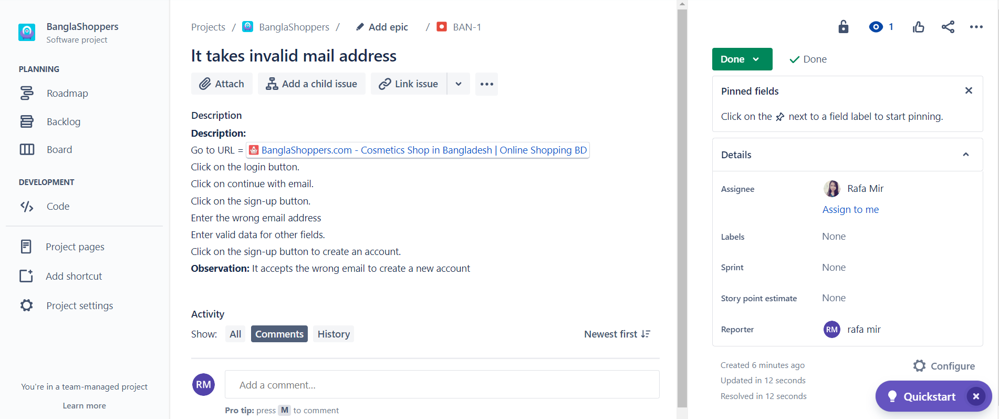 BanglaShoppers
Software project
PLANNING
Roadmap
Backlog
Board
DEVELOPMENT
Code
Project pages
Add shortcut
Project settings
You're in a team-managed project
Learn more
Projects / BanglaShoppers / Add epic / BAN-1
It takes invalid mail address
Attach Add a child issue Link issue
Description
Description:
Go to URL = BanglaShoppers.com - Cosmetics Shop in Bangladesh | Online Shopping BD
Click on the login button.
Click on continue with email.
Click on the sign-up button.
Enter the wrong email address
Enter valid data for other fields.
Click on the sign-up button to create an account.
Observation: It accepts the wrong email to create a new account
Activity
Show: All Comments History Newest first
RM Add a comment...
Pro tip: press M to comment
1
Done Done
Pinned fields
Click on the next to a field label to start pinning.
Details
Assignee Rafa Mir
Assign to me
Labels None
Sprint None
Story point estimate None
Reporter RM rafa mir
Created 6 minutes ago Configure
Updated in 12 seconds
Resolved in 12 seconds
Quickstart